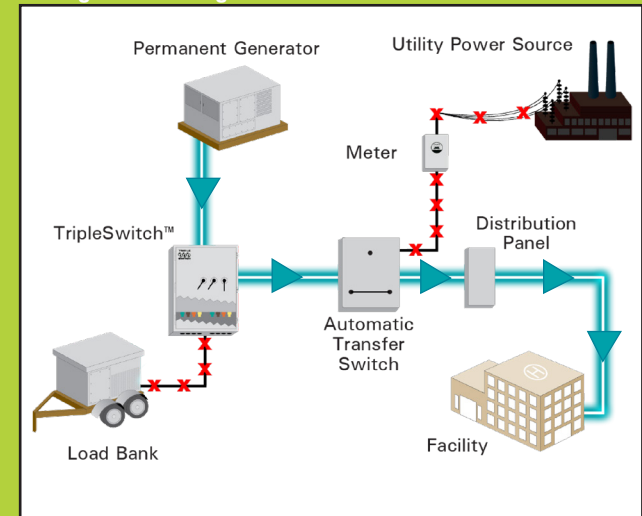 Permanent Generator
Utility Power Source
Meter
TripleSwitch™
Distribution
Panel
Automatic
Transfer
Switch
Load Bank
Facility
H